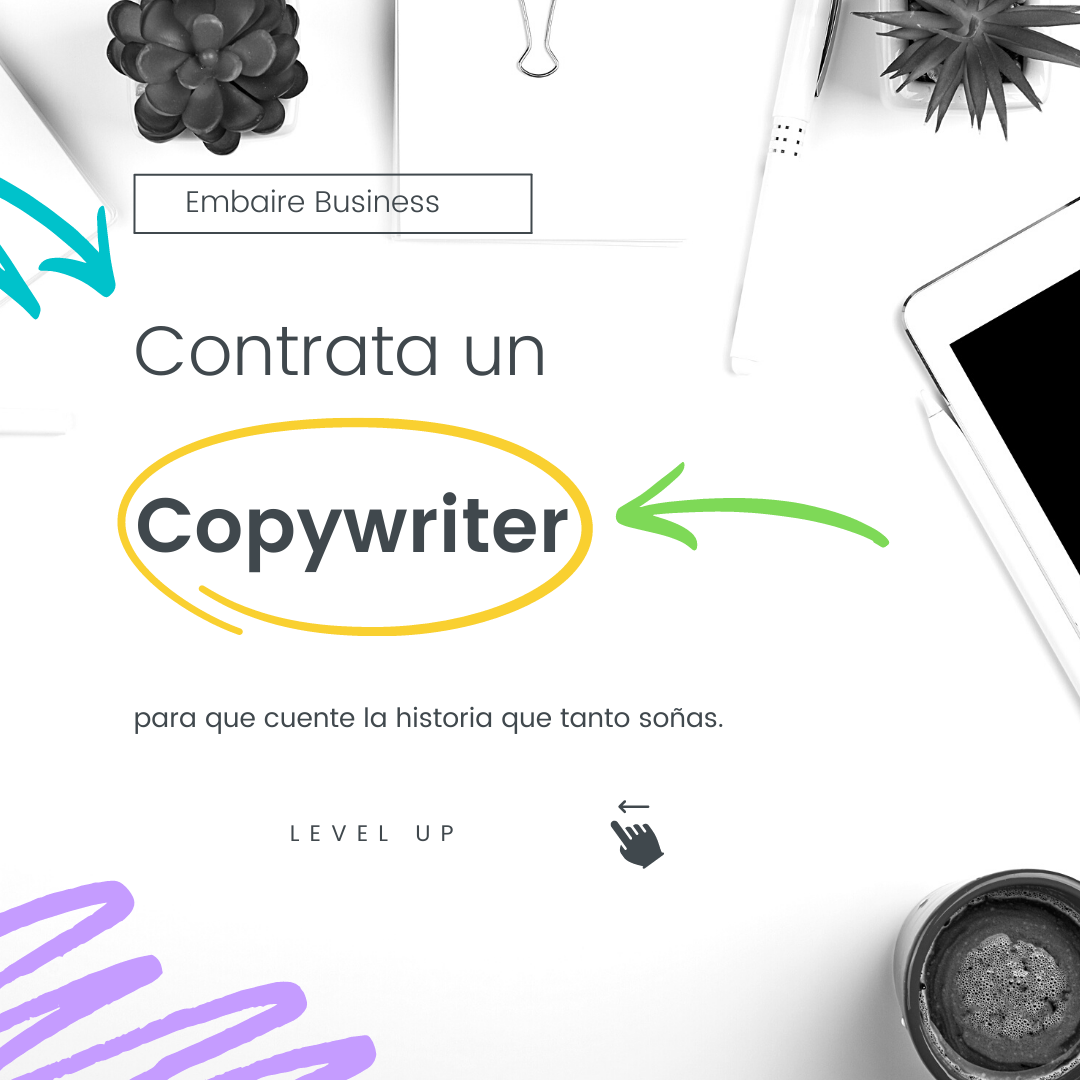 Embaire Business
Contrata un
Copywriter
para que cuente la historia que tanto soñas.
LEVEL UP